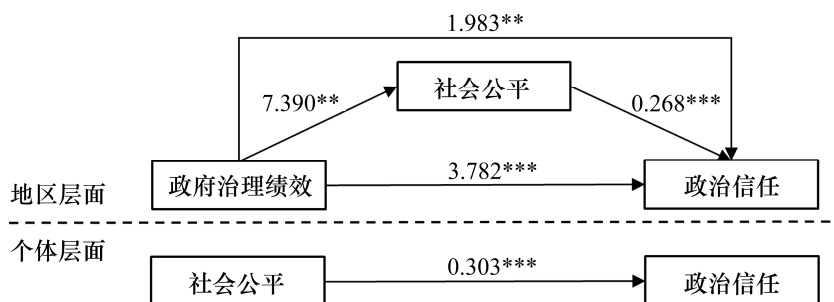 1.983**
社会公平
7.390**
0.268***
政府治理绩效
3.782***
政治信任
地区层面
个体层面
社会公平
0.303***
政治信任